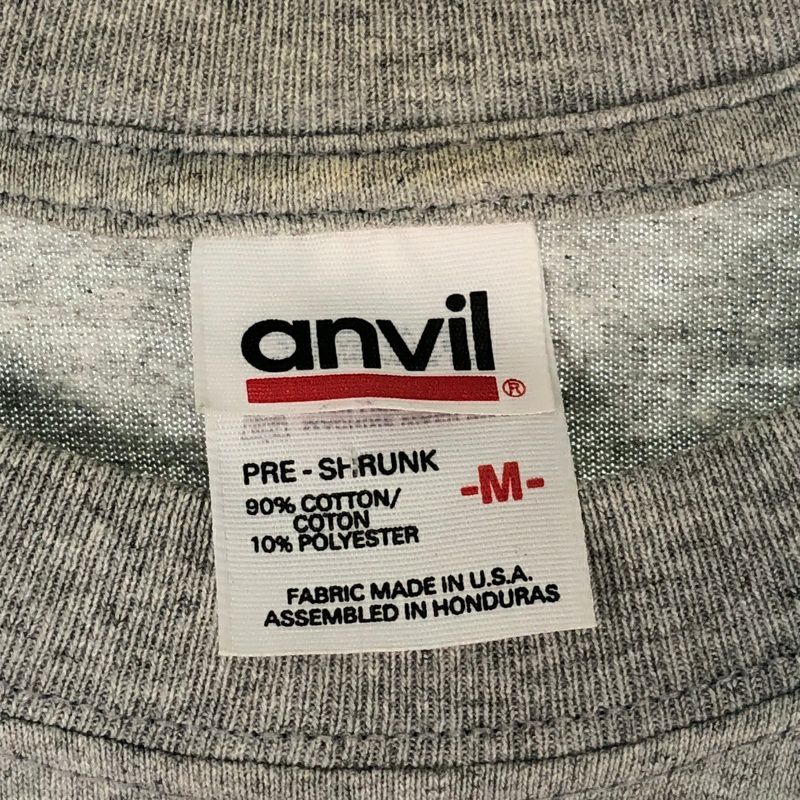 anvil
®
PRE-SHRUNK
-M-
90% COTTON/
COTON
10% POLYESTER
FABRIC MADE IN U.S.A.
ASSEMBLED IN HONDURAS